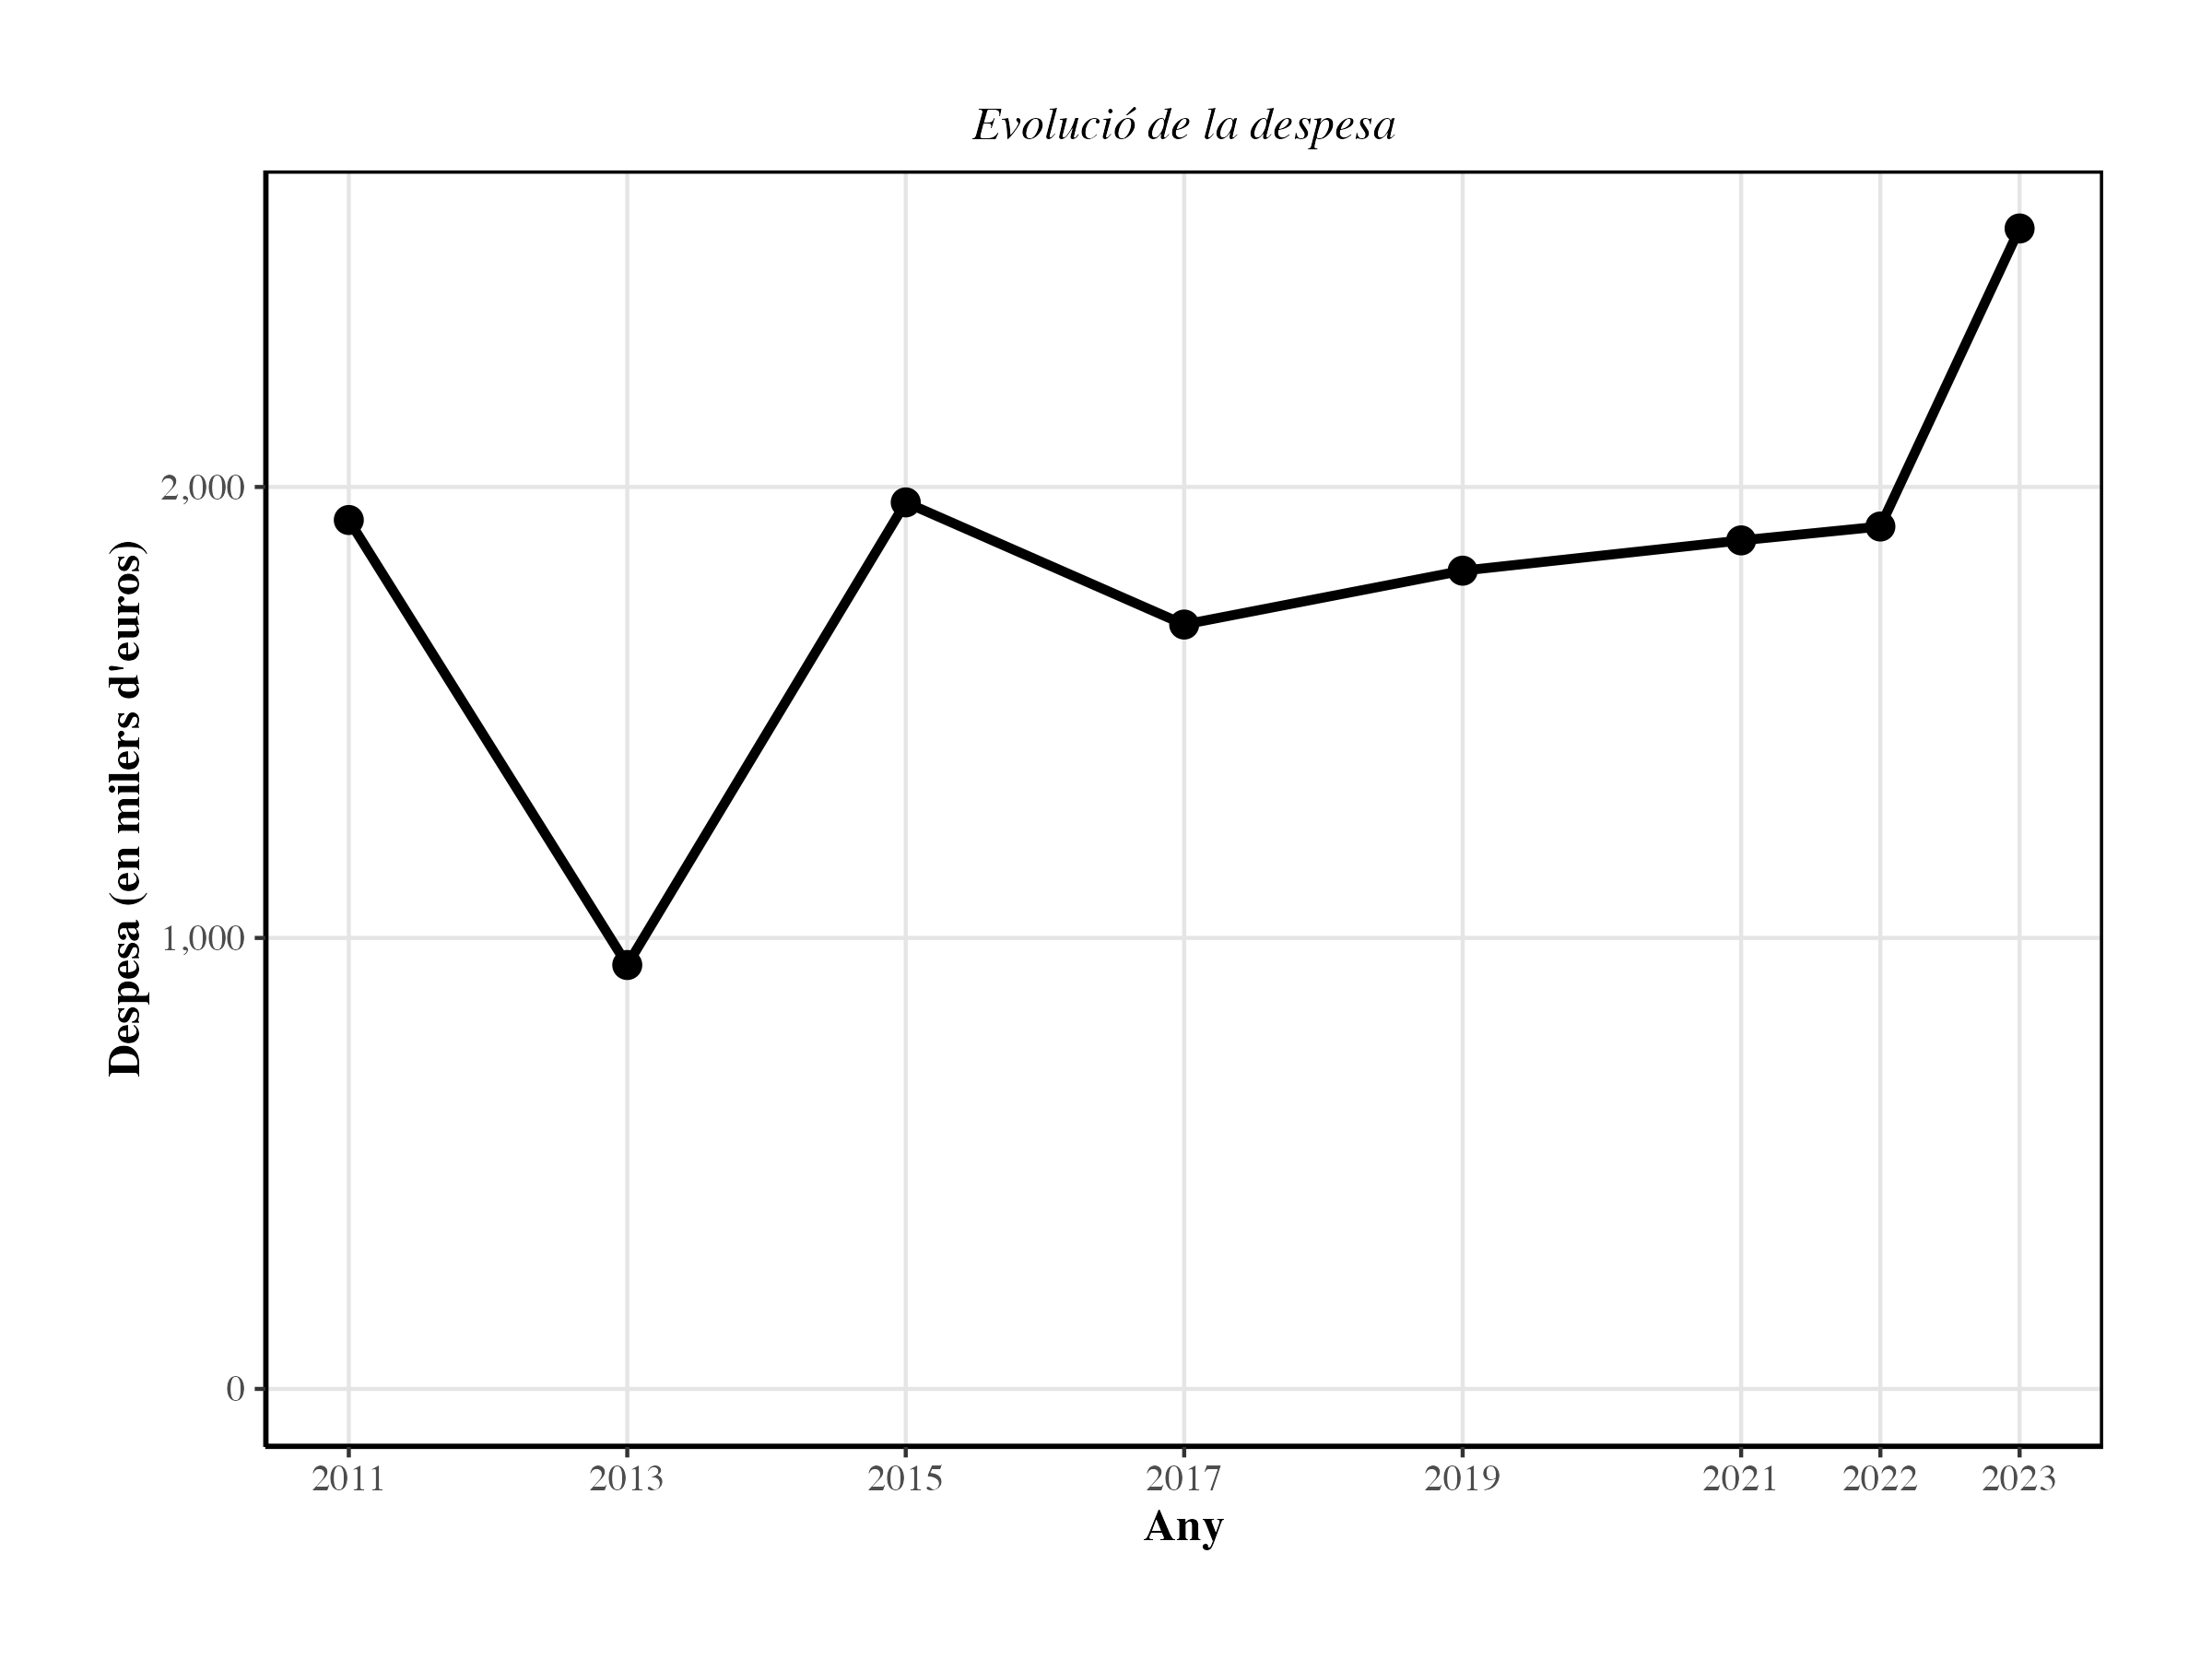 Evolució de la despesa
Despesa (en milers d'euros)
2,000
1,000
0
2011 2013 2015 2017 2019 2021 2022 2023
Any